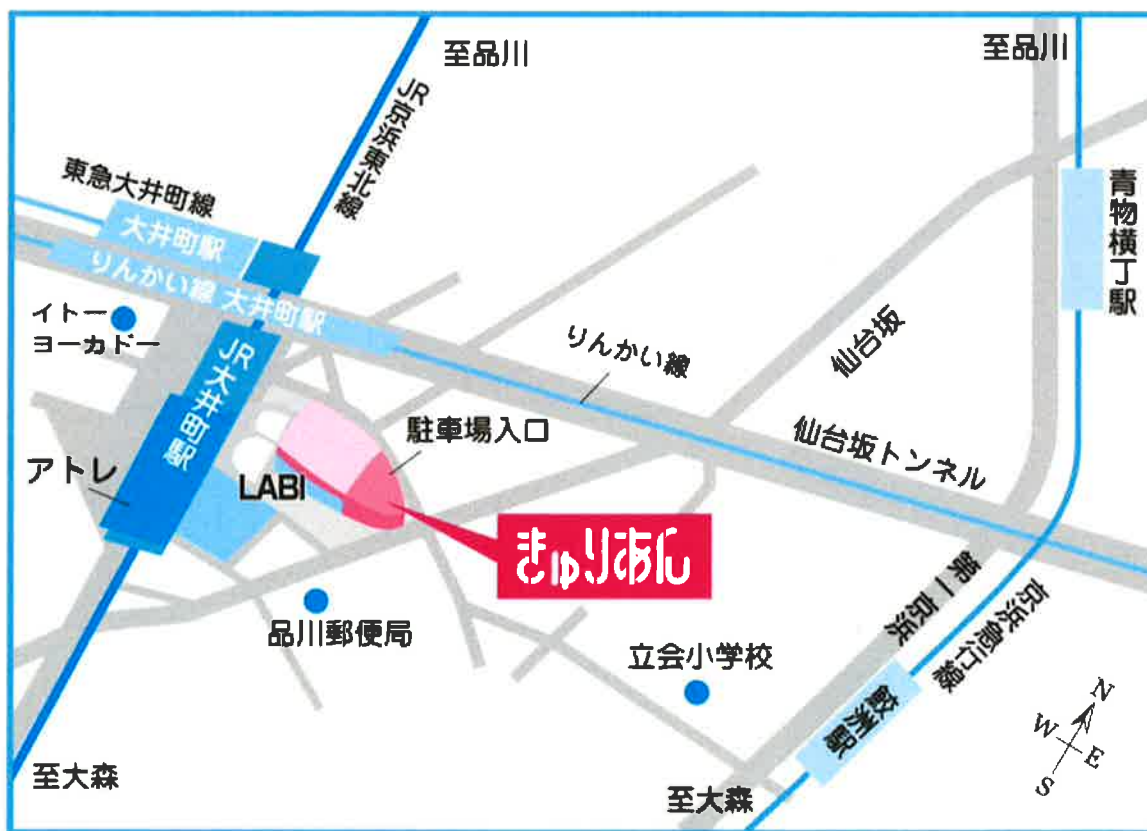 至品川
至品川
JR京浜東北線
東急大井町線
大井町駅
りんかい線 大井町駅
青物横丁駅
イトー
ヨーカドー
りんかい線
仙台坂
JR大井町駅
駐車場入口
仙台坂トンネル
アトレ
LABI
きゅりあん
第一京浜
京浜急行線
品川郵便局
立会小学校
鮫洲駅
N
W
E
S
至大森
至大森